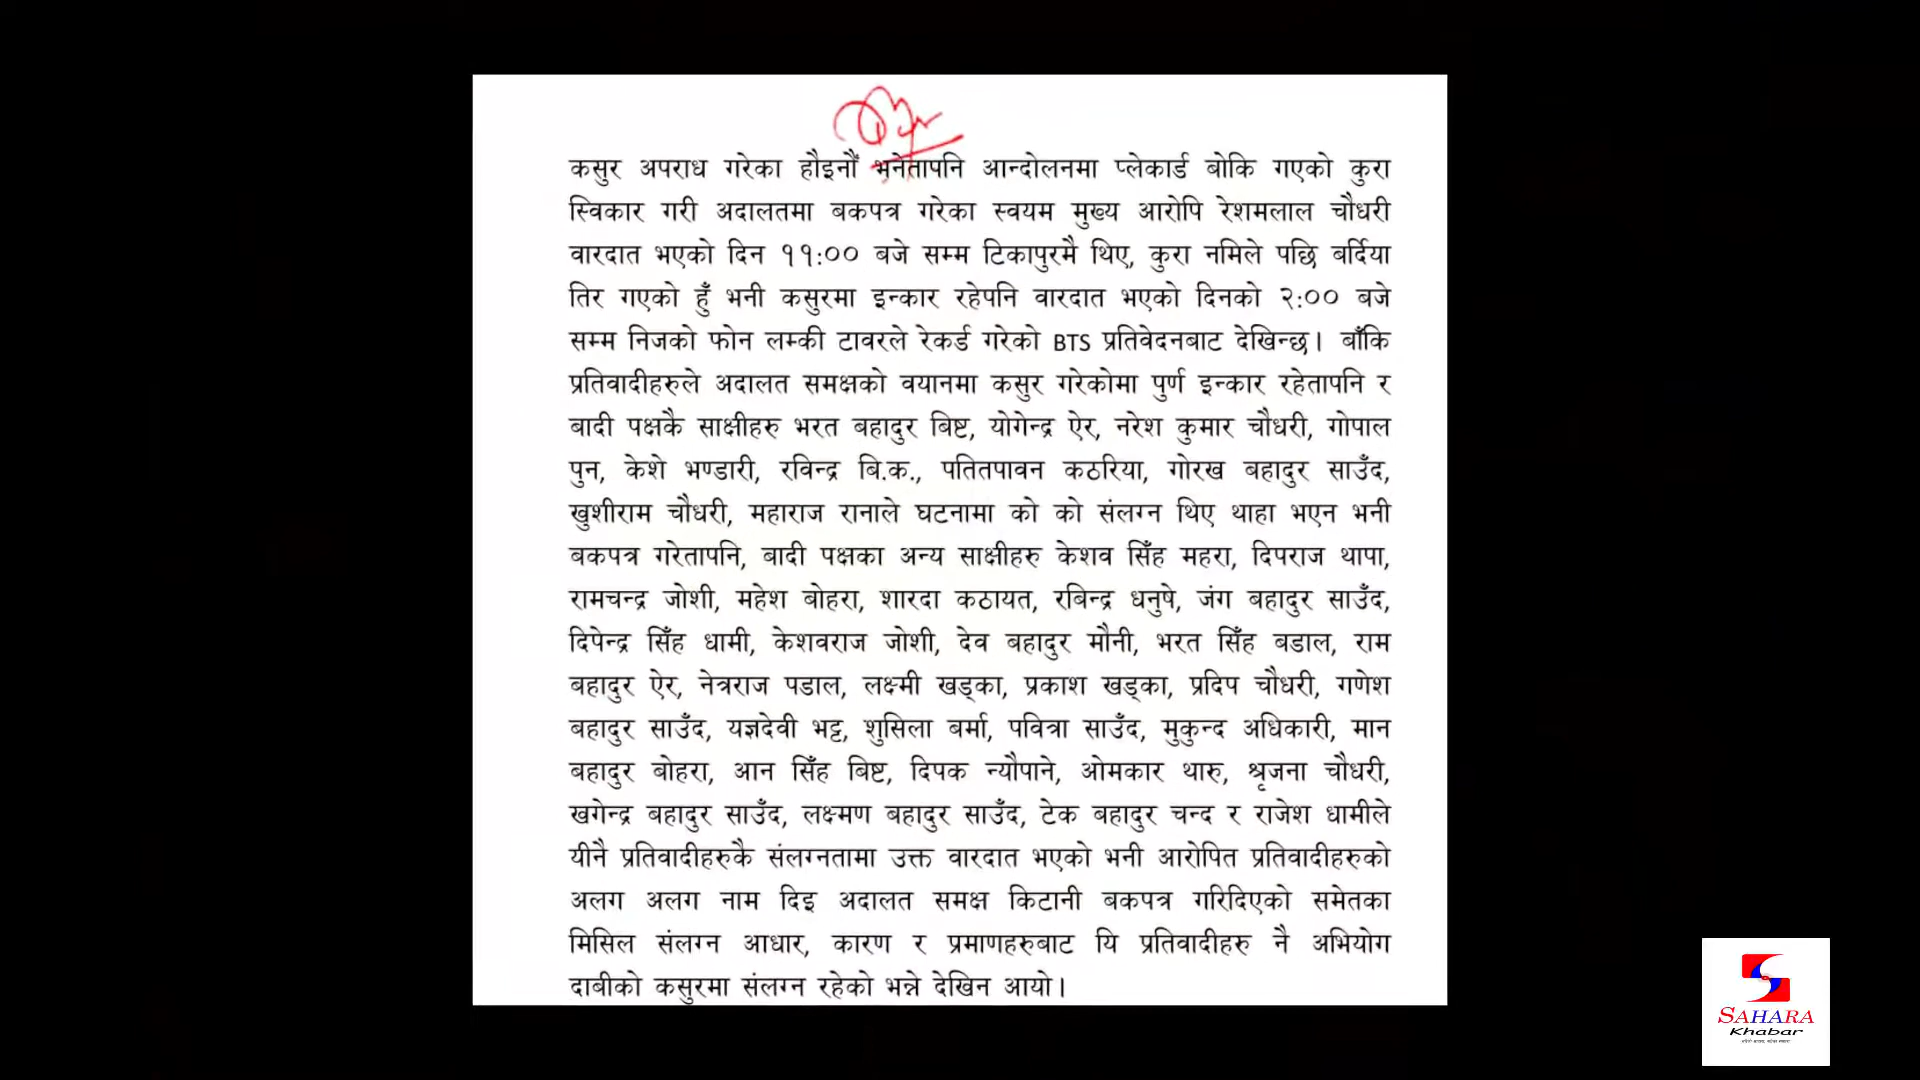 कसुर अपराध गरेका हौइनौं भनेतापनि आन्दोलनमा प्लेकार्ड बोकि गएको कुरा
स्विकार गरी अदालतमा बकपत्र गरेका स्वयम मुख्य आरोपि रेशमलाल चौधरी
वारदात भएको दिन ११:०० बजे सम्म टिकापुरमै थिए, कुरा नमिले पछि बर्दिया
तिर गएको हुँ भनी कसुरमा इन्कार रहेपनि वारदात भएको दिनको २:०० बजे
सम्म निजको फोन लम्की टावरले रेकर्ड गरेको BTS प्रतिवेदनबाट देखिन्छ। बाँकि
प्रतिवादीहरुले अदालत समक्षको वयानमा कसुर गरेकोमा पुर्ण इन्कार रहेतापनि र
बादी पक्षकै साक्षीहरु भरत बहादुर बिष्ट, योगेन्द्र ऐर, नरेश कुमार चौधरी, गोपाल
पुन, केशे भण्डारी, रविन्द्र बि.क., पतितपावन कठरिया, गोरख बहादुर साउँद,
खुशीराम चौधरी, महाराज रानाले घटनामा को को संलग्न थिए थाहा भएन भनी
बकपत्र गरेतापनि, बादी पक्षका अन्य साक्षीहरु केशव सिँह महरा, दिपराज थापा,
रामचन्द्र जोशी, महेश बोहरा, शारदा कठायत, रबिन्द्र धनुषे, जंग बहादुर साउँद,
दिपेन्द्र सिँह धामी, केशवराज जोशी, देव बहादुर मौनी, भरत सिँह बडाल, राम
बहादुर ऐर, नेत्रराज पडाल, लक्ष्मी खड्का, प्रकाश खड्का, प्रदिप चौधरी, गणेश
बहादुर साउँद, यज्ञदेवी भट्ट, शुसिला बर्मा, पवित्रा साउँद, मुकुन्द अधिकारी, मान
बहादुर बोहरा, आन सिँह बिष्ट, दिपक न्यौपाने, ओमकार थारु, श्रृजना चौधरी,
खगेन्द्र बहादुर साउँद, लक्ष्मण बहादुर साउँद, टेक बहादुर चन्द र राजेश धामीले
यीनै प्रतिवादीहरुकै संलग्नतामा उक्त वारदात भएको भनी आरोपित प्रतिवादीहरुको
अलग अलग नाम दिइ अदालत समक्ष किटानी बकपत्र गरिदिएको समेतका
मिसिल संलग्न आधार, कारण र प्रमाणहरुबाट यि प्रतिवादीहरु नै अभियोग
दाबीको कसुरमा संलग्न रहेको भन्ने देखिन आयो।
SAHARA
Khabar